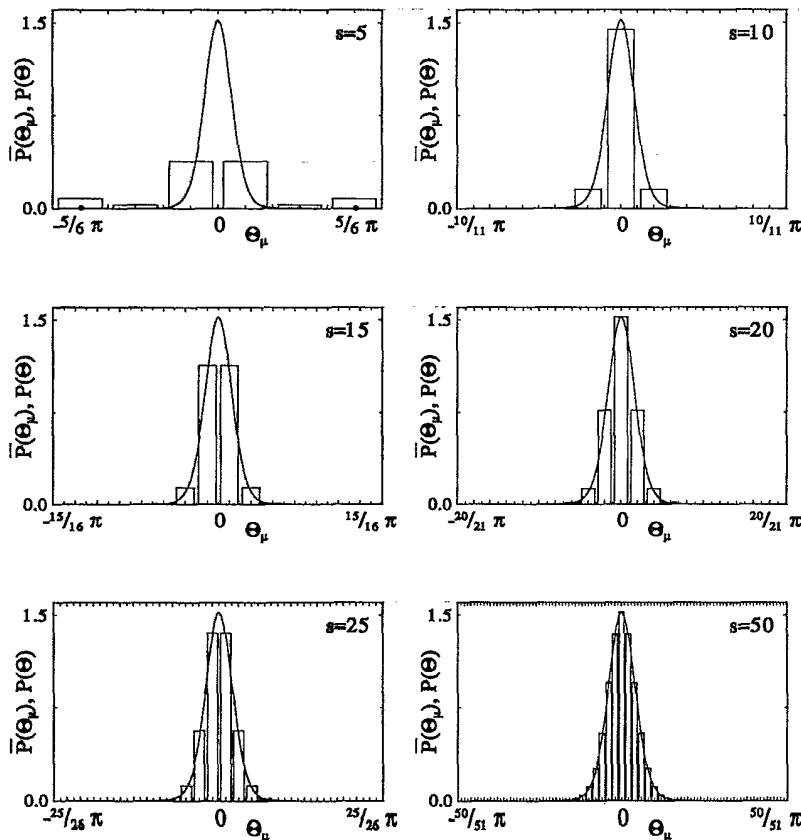 1.5
s=5
P̅(Θμ), P(Θ)
0.0
-5/6 π
0
5/6 π
Θμ
1.5
s=10
0.0
-10/11 π
0
10/11 π
Θμ
1.5
s=15
P̅(Θμ), P(Θ)
0.0
-15/16 π
0
15/16 π
Θμ
1.5
s=20
P̅(Θμ), P(Θ)
0.0
-20/21 π
0
20/21 π
Θμ
1.5
s=25
P̅(Θμ), P(Θ)
0.0
-25/26 π
0
25/26 π
Θμ
1.5
s=50
P̅(Θμ), P(Θ)
0.0
-50/51 π
0
50/51 π
Θμ